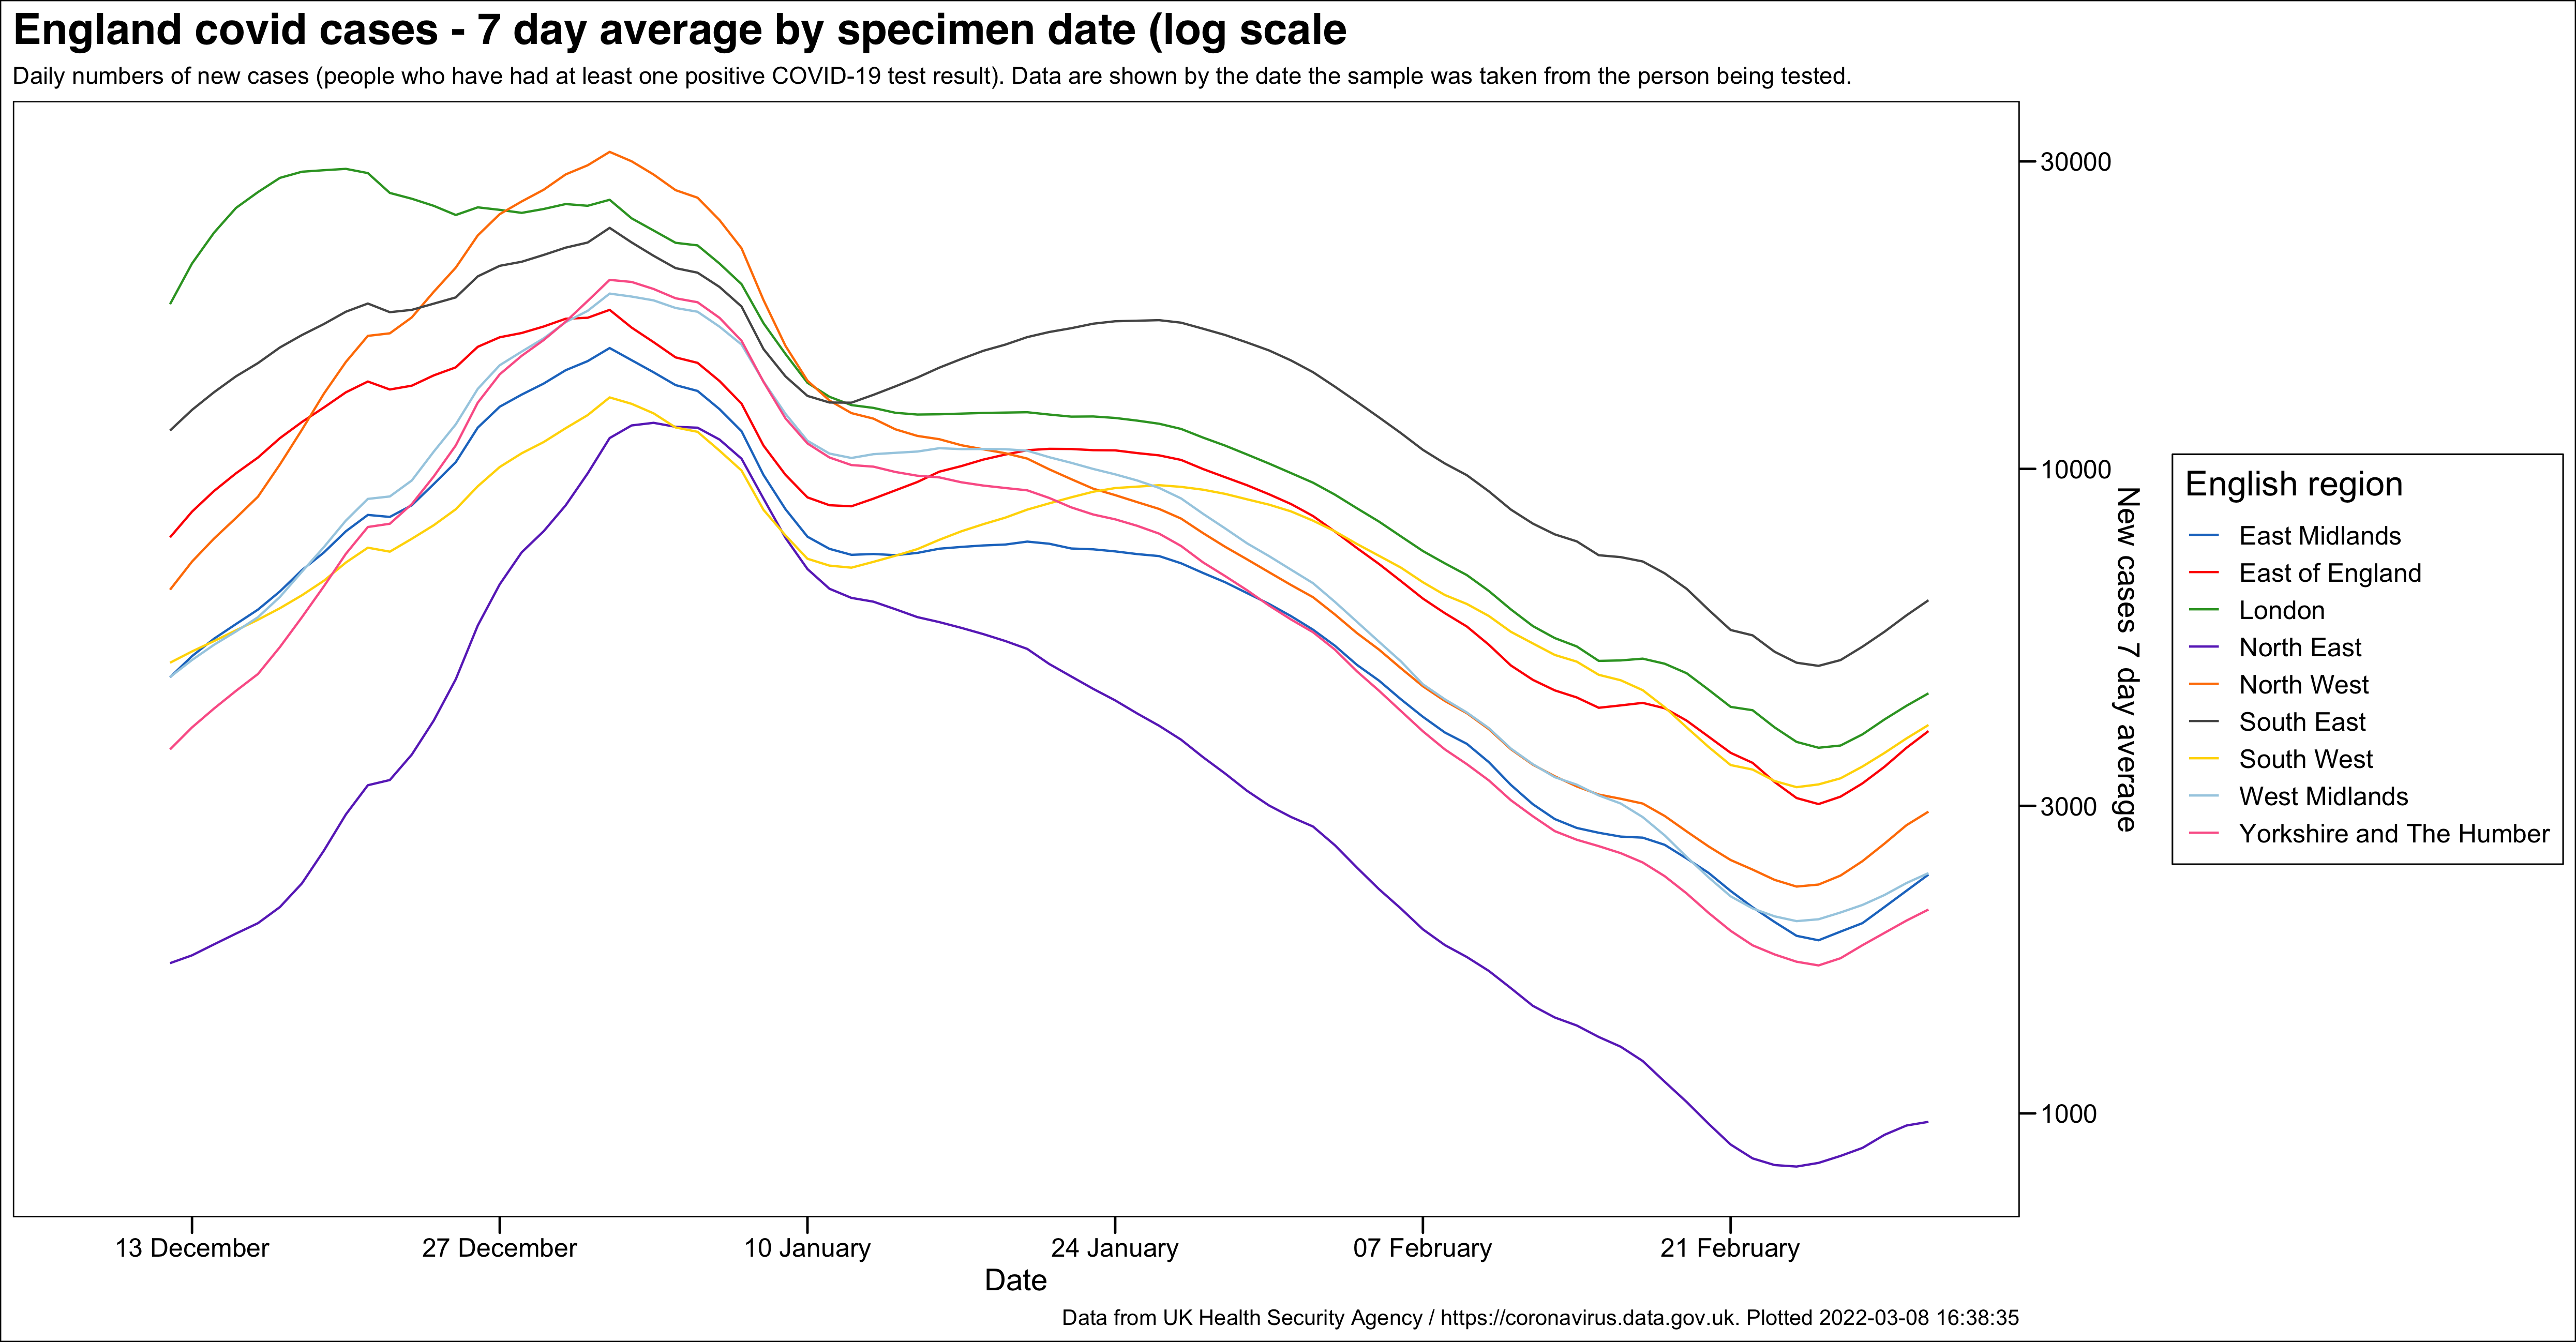 England covid cases - 7 day average by specimen date (log scale
Daily numbers of new cases (people who have had at least one positive COVID-19 test result). Data are shown by the date the sample was taken from the person being tested.
30000
10000
3000
1000
New cases 7 day average
English region
East Midlands
East of England
London
North East
North West
South East
South West
West Midlands
Yorkshire and The Humber
13 December
27 December
10 January
24 January
07 February
21 February
Date
Data from UK Health Security Agency / https://coronavirus.data.gov.uk. Plotted 2022-03-08 16:38:35